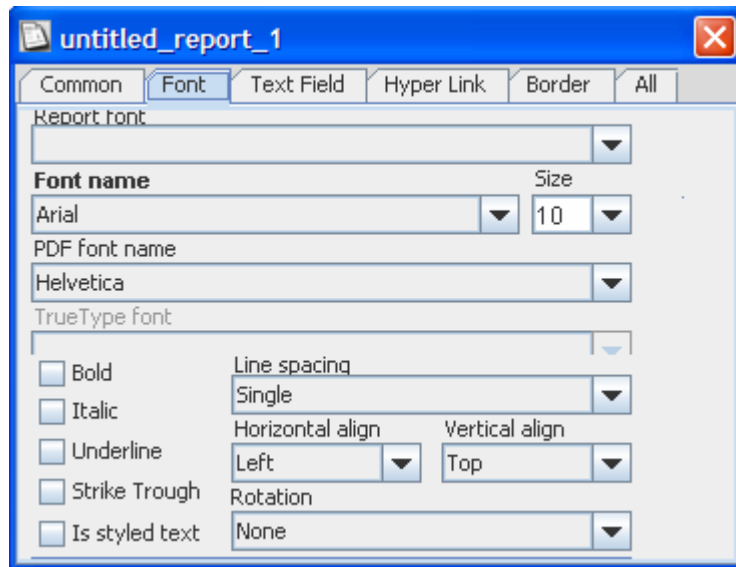 untitled_report_1
Common Font Text Field Hyper Link Border All
Report font
Font name Size
Arial 10
PDF font name
Helvetica
TrueType font
Bold Line spacing
Single
Italic
Horizontal align Vertical align
Underline
Left Top
Strike Trough Rotation
Is styled text None